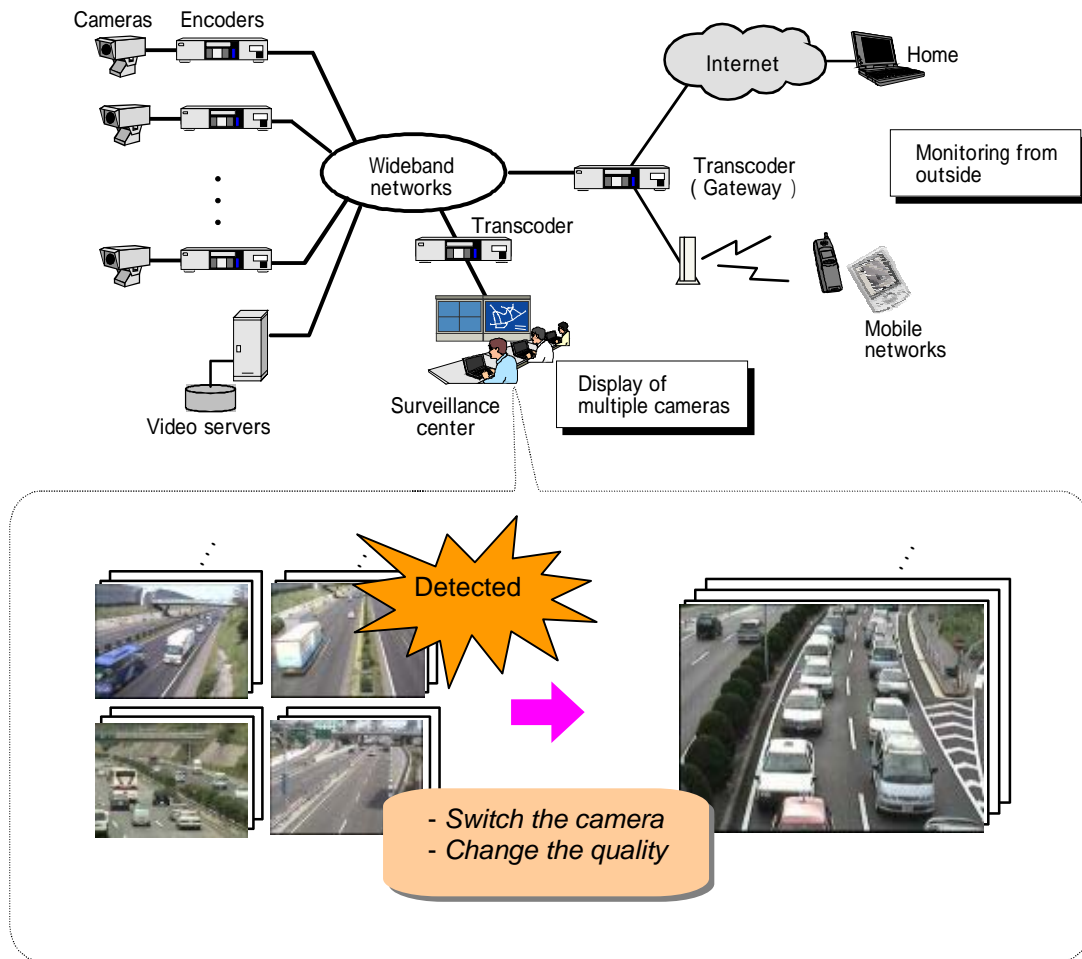 Cameras
Encoders
Internet
Home
Wideband
networks
Transcoder
( Gateway )
Monitoring from
outside
Transcoder
Mobile
networks
Video servers
Surveillance
center
Display of
multiple cameras
Detected
- Switch the camera
- Change the quality